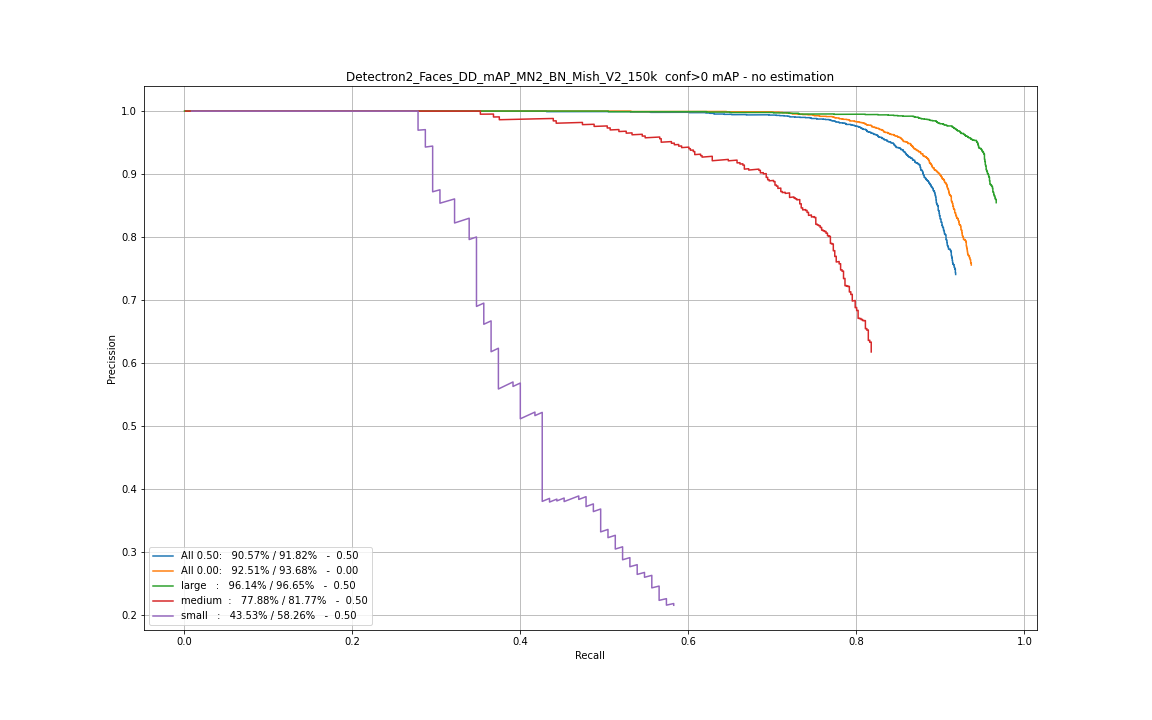 Detectron2_Faces_DD_mAP_MN2_BN_Mish_V2_150k  conf>0 mAP - no estimation
1.0
0.9
0.8
0.7
0.6
0.5
0.4
0.3
0.2
Precission
All 0.50:   90.57% / 91.82%   -  0.50
All 0.00:   92.51% / 93.68%   -  0.00
large   :   96.14% / 96.65%   -  0.50
medium  :   77.88% / 81.77%   -  0.50
small   :   43.53% / 58.26%   -  0.50
0.0 0.2 0.4 0.6 0.8 1.0
Recall